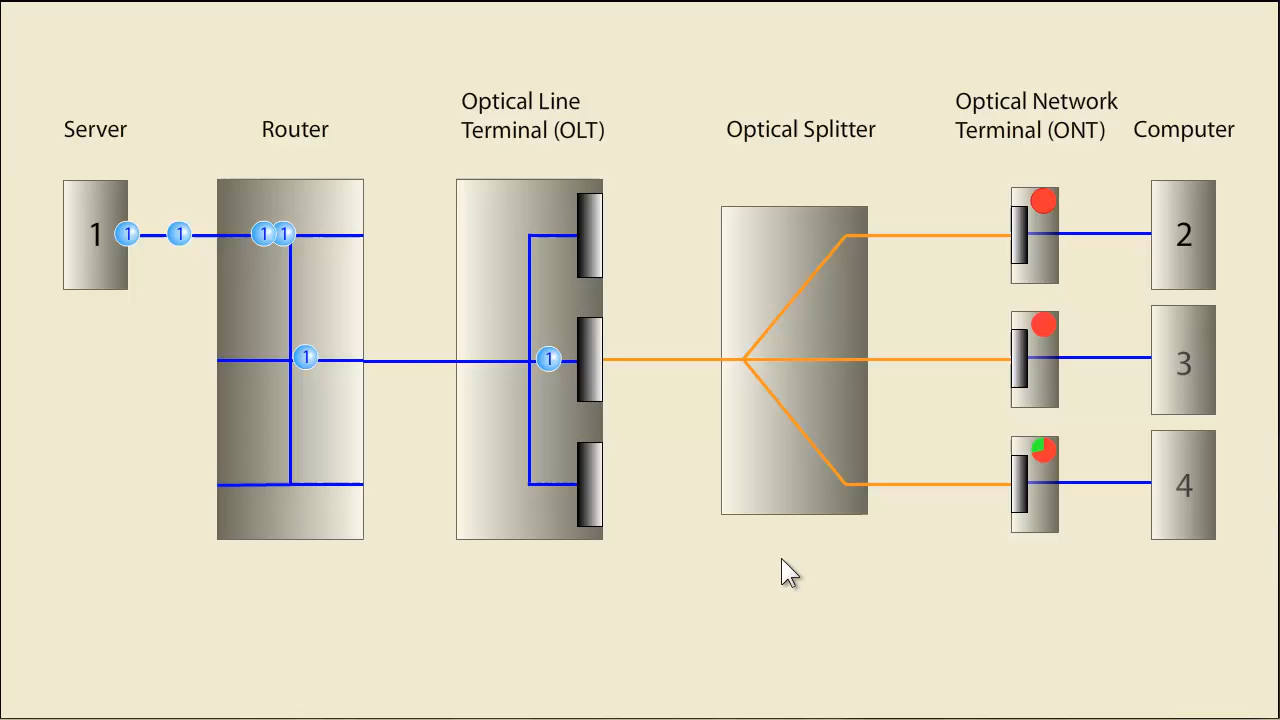 Server
Router
Optical Line
Terminal (OLT)
Optical Splitter
Optical Network
Terminal (ONT)
Computer
1
1
1
1
1
1
1
2
3
4